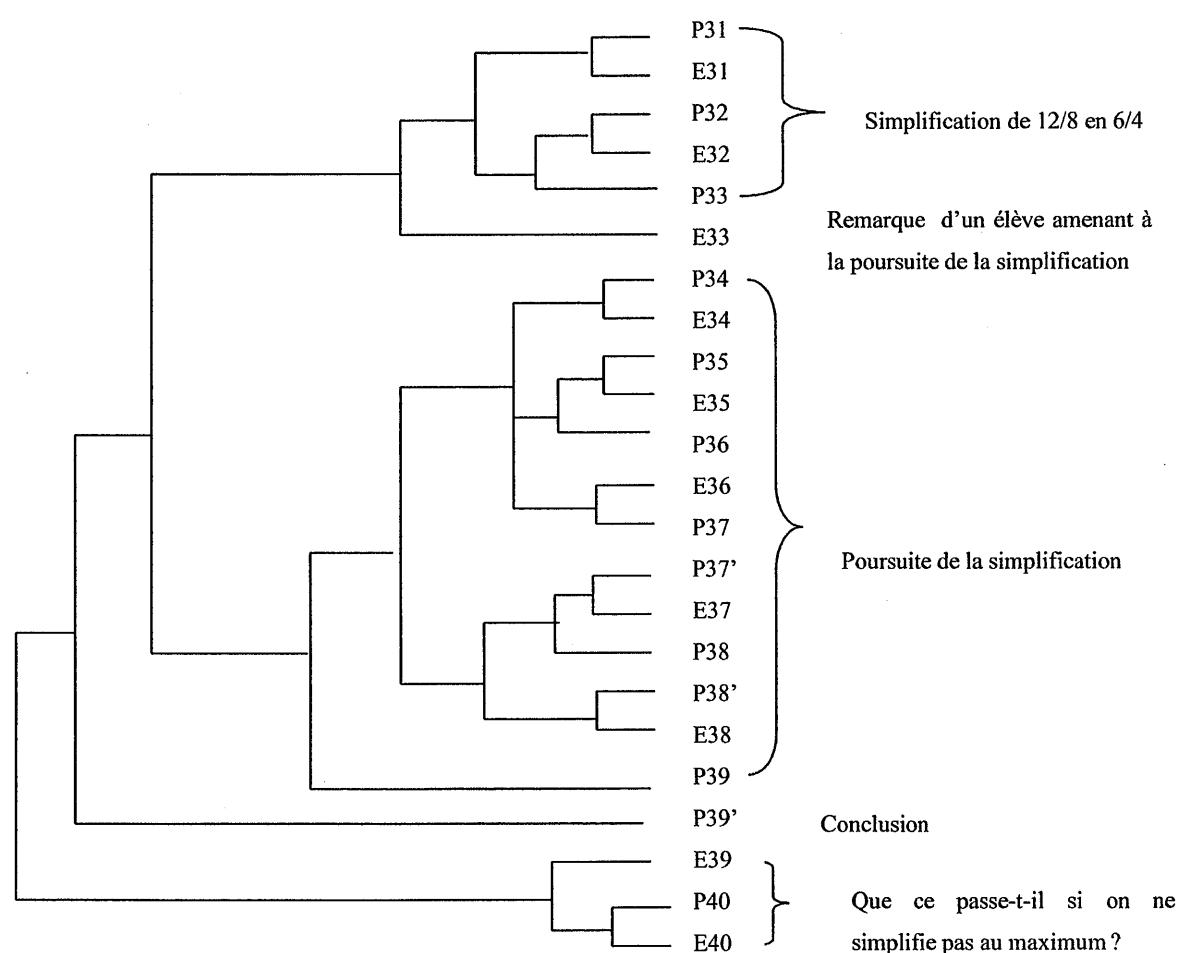 P31
E31
P32
Simplification de 12/8 en 6/4
E32
P33
Remarque d'un élève amenant à
la poursuite de la simplification
E33
P34
E34
P35
E35
P36
E36
P37
P37'
Poursuite de la simplification
E37
P38
P38'
E38
P39
P39'
Conclusion
E39
P40
Que ce passe-t-il si on ne
simplifie pas au maximum ?
E40